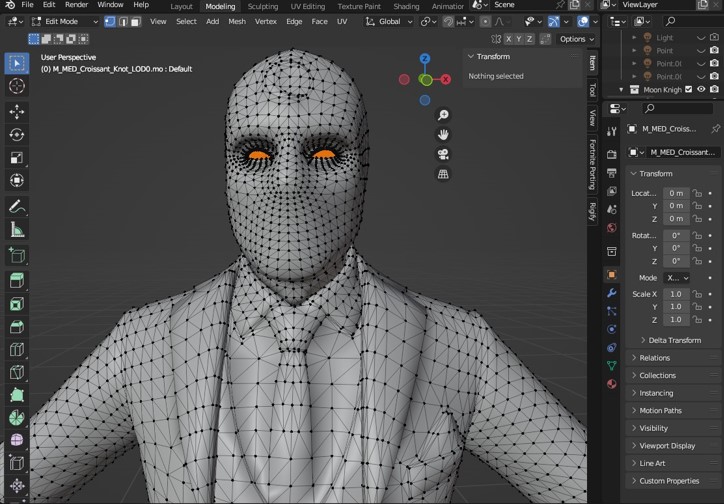 File Edit Render Window Help Layout Modeling Sculpting UV Editing Texture Paint Shading Animation Scene ViewLayer
Edit Mode View Select Add Mesh Vertex Edge Face UV Global
X Y Z Options
User Perspective
(0) M_MED_Croissant_Knot_LOD0.mo : Default
Transform
Nothing selected
Z
X
Item
Tool
View
Fortnite Porting
Rigify
Light
Point
Point.0(
Point.0(
Moon Knigh
M_MED_Croiss...
M_MED_Croissant...
Transform
Locat... 0 m
Y 0 m
Z 0 m
Rotat... 0°
Y 0°
Z 0°
Mode X...
Scale X 1.0
Y 1.0
Z 1.0
Delta Transform
Relations
Collections
Instancing
Motion Paths
Visibility
Viewport Display
Line Art
Custom Properties